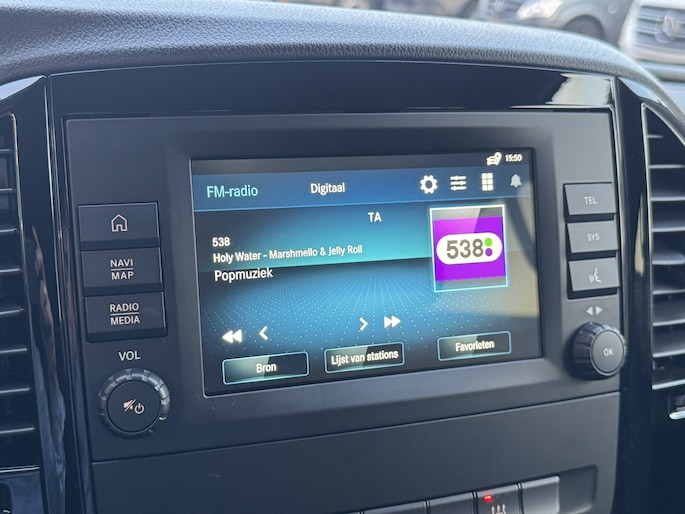 15:50
FM-radio
Digitaal
TA
538
Holy Water - Marshmello & Jelly Roll
Popmuziek
538
Bron
Lijst van stations
Favorieten
NAVI
MAP
RADIO
MEDIA
VOL
TEL
SYS
OK